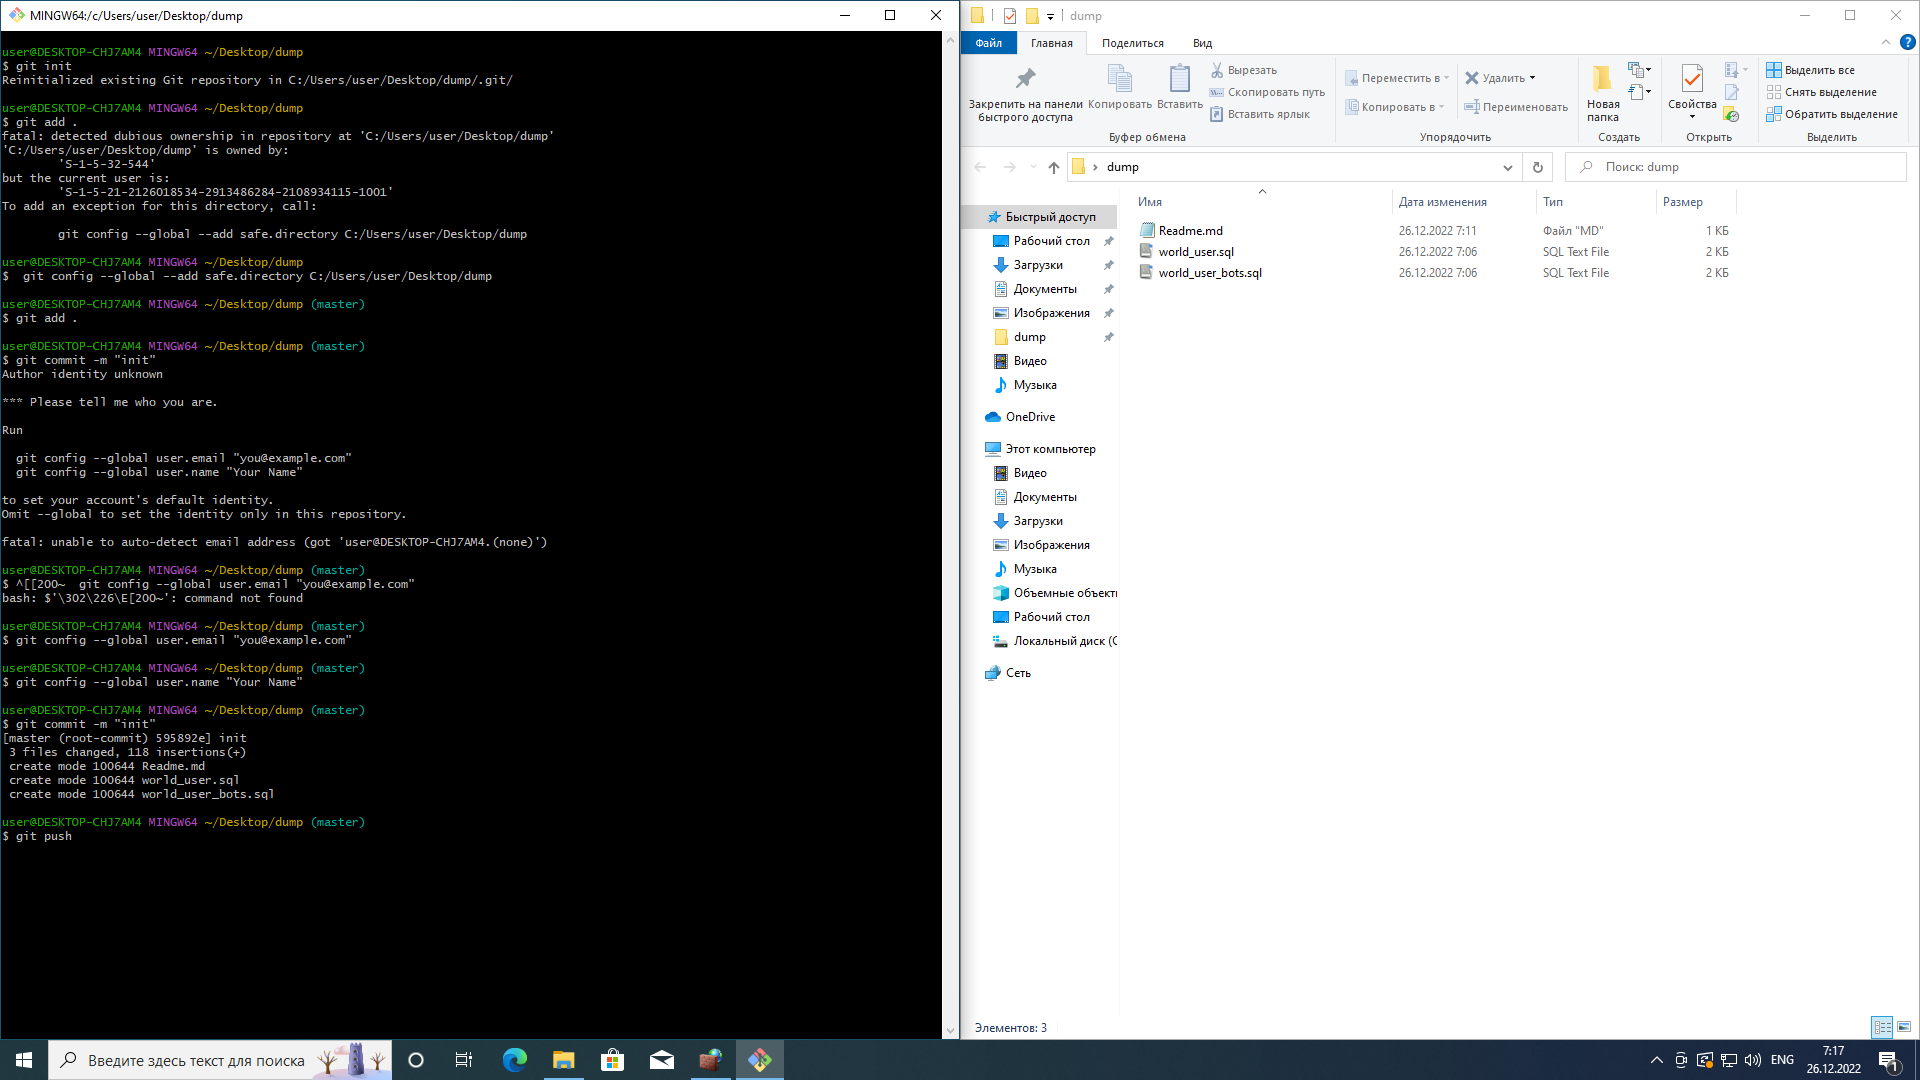 MINGW64:/c/Users/user/Desktop/dump
user@DESKTOP-CHJ7AM4 MINGW64 ~/Desktop/dump
$ git init
Reinitialized existing Git repository in C:/Users/user/Desktop/dump/.git/
user@DESKTOP-CHJ7AM4 MINGW64 ~/Desktop/dump
$ git add .
fatal: detected dubious ownership in repository at 'C:/Users/user/Desktop/dump'
'C:/Users/user/Desktop/dump' is owned by:
'S-1-5-32-544'
but the current user is:
'S-1-5-21-2126018534-2913486284-2108934115-1001'
To add an exception for this directory, call:
git config --global --add safe.directory C:/Users/user/Desktop/dump
user@DESKTOP-CHJ7AM4 MINGW64 ~/Desktop/dump
$  git config --global --add safe.directory C:/Users/user/Desktop/dump
user@DESKTOP-CHJ7AM4 MINGW64 ~/Desktop/dump (master)
$ git add .
user@DESKTOP-CHJ7AM4 MINGW64 ~/Desktop/dump (master)
$ git commit -m "init"
Author identity unknown
*** Please tell me who you are.
Run
git config --global user.email "you@example.com"
git config --global user.name "Your Name"
to set your account's default identity.
Omit --global to set the identity only in this repository.
fatal: unable to auto-detect email address (got 'user@DESKTOP-CHJ7AM4.(none)')
user@DESKTOP-CHJ7AM4 MINGW64 ~/Desktop/dump (master)
$ ^[[200~  git config --global user.email "you@example.com"
bash: $'\302\226\E[200~': command not found
user@DESKTOP-CHJ7AM4 MINGW64 ~/Desktop/dump (master)
$ git config --global user.email "you@example.com"
user@DESKTOP-CHJ7AM4 MINGW64 ~/Desktop/dump (master)
$ git config --global user.name "Your Name"
user@DESKTOP-CHJ7AM4 MINGW64 ~/Desktop/dump (master)
$ git commit -m "init"
[master (root-commit) 595892e] init
3 files changed, 118 insertions(+)
create mode 100644 Readme.md
create mode 100644 world_user.sql
create mode 100644 world_user_bots.sql
user@DESKTOP-CHJ7AM4 MINGW64 ~/Desktop/dump (master)
$ git push
dump
Файл Главная Поделиться Вид
Закрепить на панели быстрого доступа
Копировать
Вставить
Вырезать
Скопировать путь
Вставить ярлык
Буфер обмена
Переместить в
Копировать в
Удалить
Переименовать
Упорядочить
Новая папка
Создать
Свойства
Открыть
Выделить все
Снять выделение
Обратить выделение
Выделить
dump
Поиск: dump
Быстрый доступ
Рабочий стол
Загрузки
Документы
Изображения
dump
Видео
Музыка
OneDrive
Этот компьютер
Видео
Документы
Загрузки
Изображения
Музыка
Объемные объекты
Рабочий стол
Локальный диск (C
Сеть
Имя Дата изменения Тип Размер
Readme.md 26.12.2022 7:11 Файл "MD" 1 КБ
world_user.sql 26.12.2022 7:06 SQL Text File 2 КБ
world_user_bots.sql 26.12.2022 7:06 SQL Text File 2 КБ
Элементов: 3
Введите здесь текст для поиска
ENG
7:17
26.12.2022
1